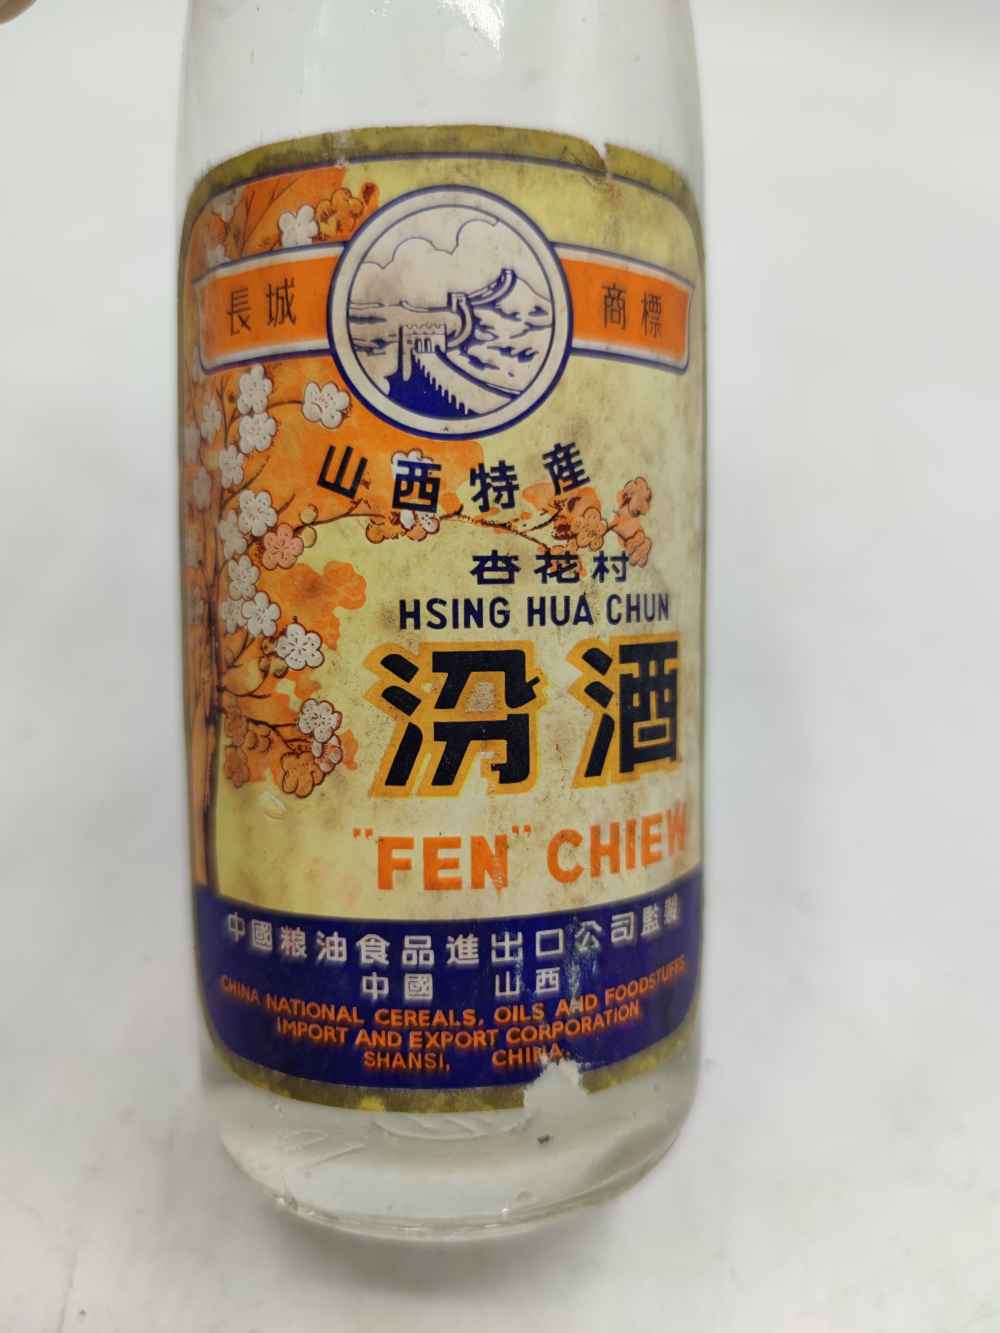 長城 商標
山西特產
杏花村
HSING HUA CHUN
汾酒
"FEN" CHIEW
中國粮油食品進出口公司監製
中國 山西
CHINA NATIONAL CEREALS, OILS AND FOODSTUFFS
IMPORT AND EXPORT CORPORATION
SHANSI, CHINA.